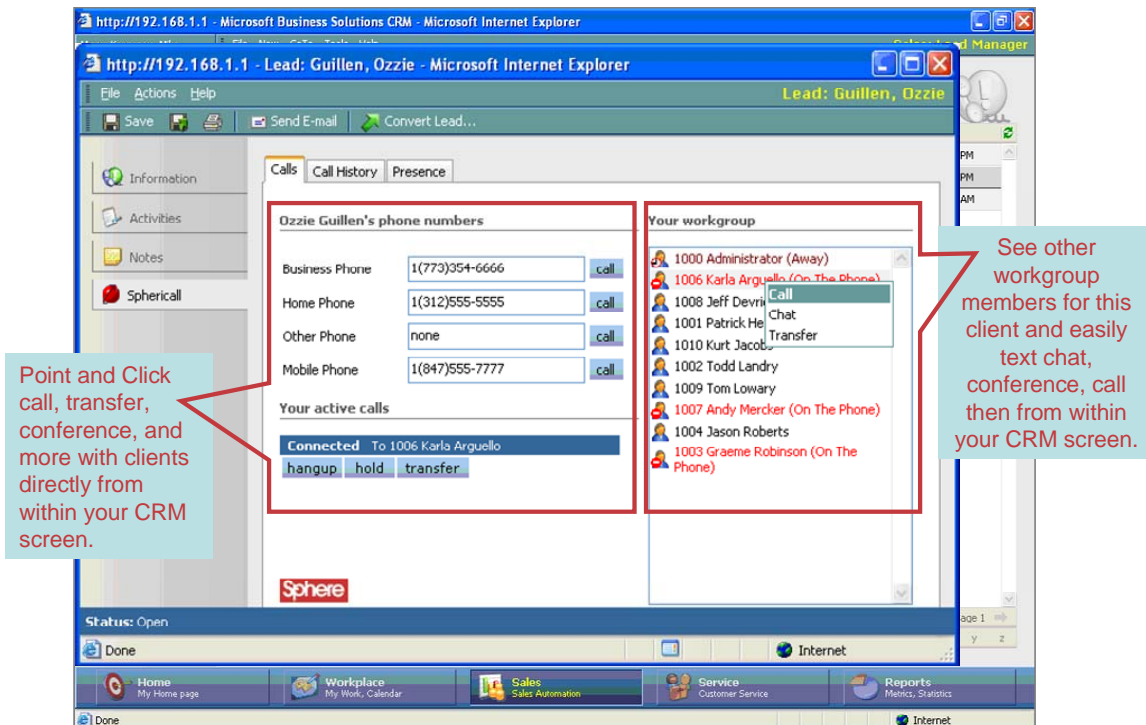 http://192.168.1.1 - Microsoft Business Solutions CRM - Microsoft Internet Explorer
d Manager
http://192.168.1.1 - Lead: Guillen, Ozzie - Microsoft Internet Explorer
File Actions Help
Lead: Guillen, Ozzie
Save Send E-mail Convert Lead...
Information
Activities
Notes
Sphericall
Calls Call History Presence
Ozzie Guillen's phone numbers
Business Phone 1(773)354-6666 call
Home Phone 1(312)555-5555 call
Other Phone none call
Mobile Phone 1(847)555-7777 call
Your active calls
Connected To 1006 Karla Arguello
hangup hold transfer
Your workgroup
1000 Administrator (Away)
1006 Karla Arguello (On The Phone)
1008 Jeff Devri
1001 Patrick He
1010 Kurt Jacobs
1002 Todd Landry
1009 Tom Lowary
1007 Andy Mercker (On The Phone)
1004 Jason Roberts
1003 Graeme Robinson (On The
Phone)
Call
Chat
Transfer
PM
PM
AM
Point and Click
call, transfer,
conference, and
more with clients
directly from
within your CRM
screen.
See other
workgroup
members for this
client and easily
text chat,
conference, call
then from within
your CRM screen.
Sphere
Status: Open
age 1
y z
Done Internet
Home
My Home page
Workplace
My Work, Calendar
Sales
Sales Automation
Service
Customer Service
Reports
Metrics, Statistics
Done Internet